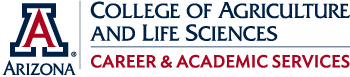 A
ARIZONA
®
COLLEGE OF AGRICULTURE
AND LIFE SCIENCES
CAREER & ACADEMIC SERVICES